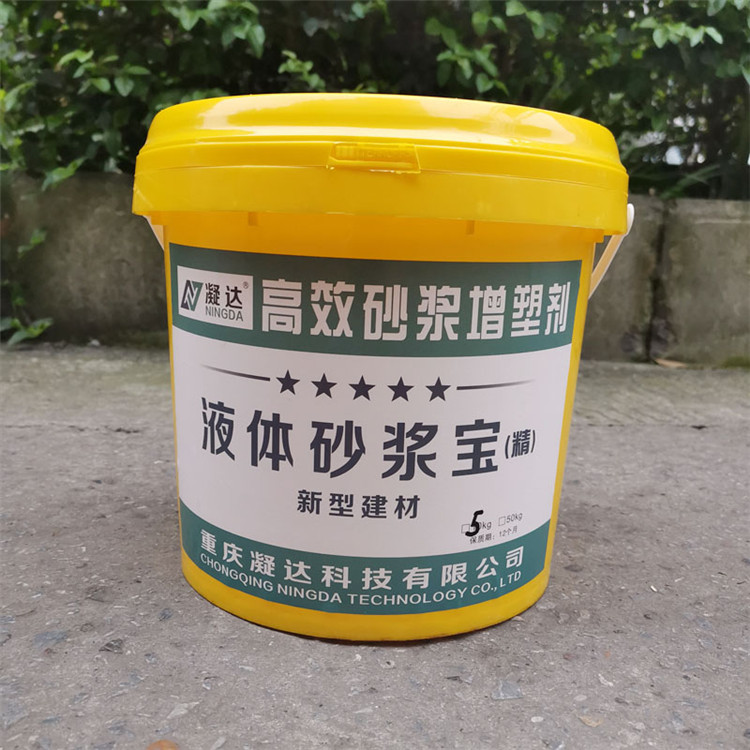 凝达®
NINGDA
高效砂浆增塑剂
液体砂浆宝(精)
新型建材
5kg □50kg
保质期：12个月
重庆凝达科技有限公司
CHONGQING NINGDA TECHNOLOGY CO.,LTD